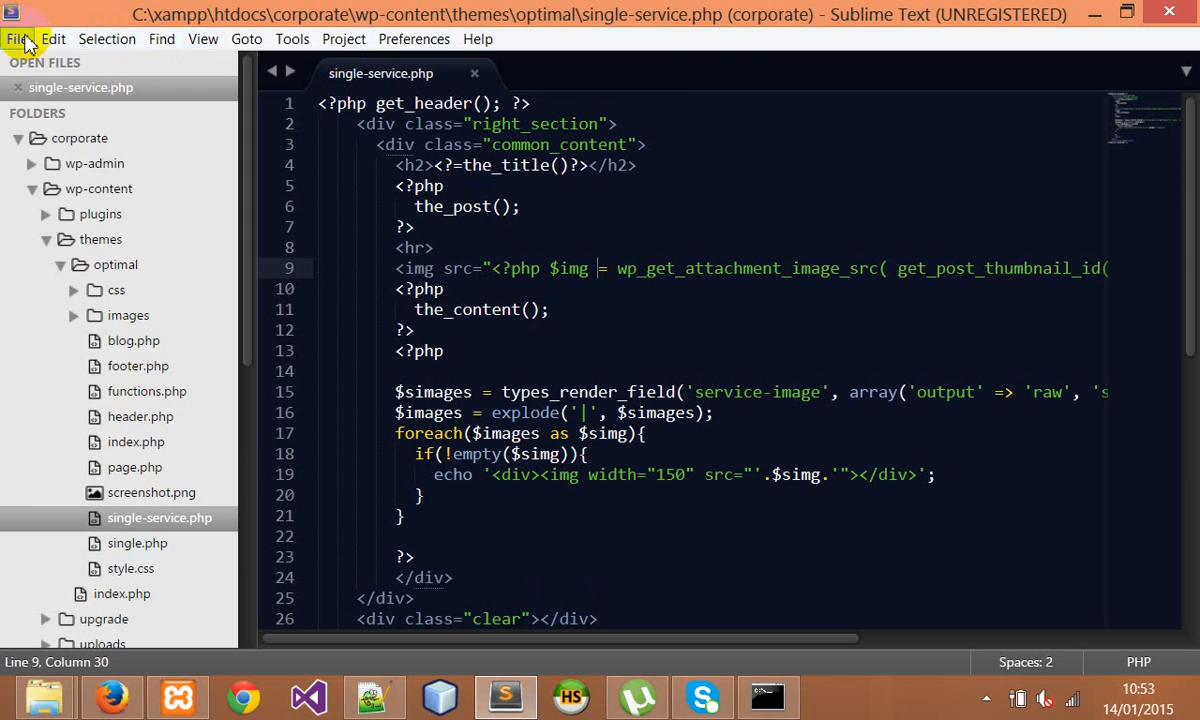 C:\xampp\htdocs\corporate\wp-content\themes\optimal\single-service.php (corporate) - Sublime Text (UNREGISTERED)
File Edit Selection Find View Goto Tools Project Preferences Help
OPEN FILES
single-service.php
FOLDERS
corporate
wp-admin
wp-content
plugins
themes
optimal
css
images
blog.php
footer.php
functions.php
header.php
index.php
page.php
screenshot.png
single-service.php
single.php
style.css
index.php
upgrade
uploads
single-service.php
1 <?php get_header(); ?>
2 <div class="right_section">
3 <div class="common_content">
4 <h2><?=the_title()?></h2>
5 <?php
6 the_post();
7 ?>
8 <hr>
9 <img src="<?php $img = wp_get_attachment_image_src( get_post_thumbnail_id(
10 <?php
11 the_content();
12 ?>
13 <?php
14
15 $simages = types_render_field('service-image', array('output' => 'raw', 's
16 $images = explode('|', $simages);
17 foreach($images as $simg){
18 if(!empty($simg)){
19 echo '<div><img width="150" src="'.$simg.'"></div>';
20 }
21 }
22
23 ?>
24 </div>
25 </div>
26 <div class="clear"></div>
Line 9, Column 30
Spaces: 2
PHP
HS
10:53
14/01/2015